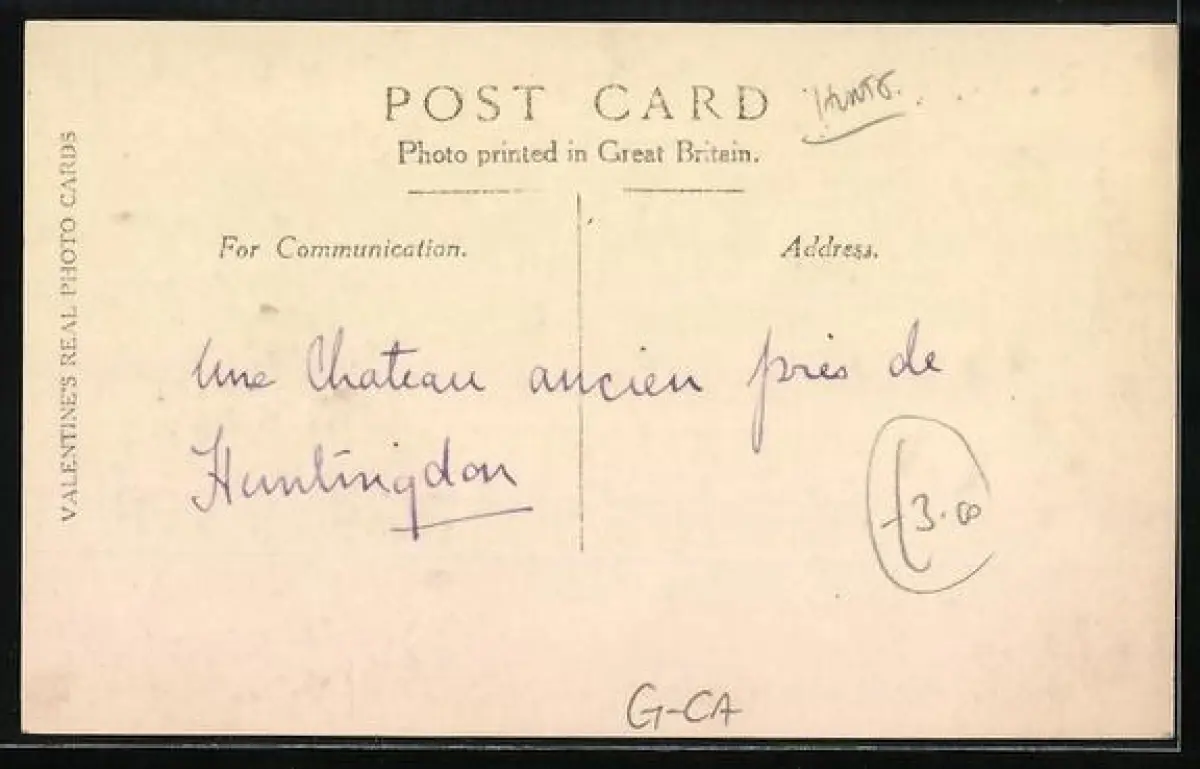 POST CARD
Hunts.
Photo printed in Great Britain.
VALENTINE'S REAL PHOTO CARDS
For Communication.
Address.
Une Chateau ancien près de
Huntingdon
£3.00
G-CA